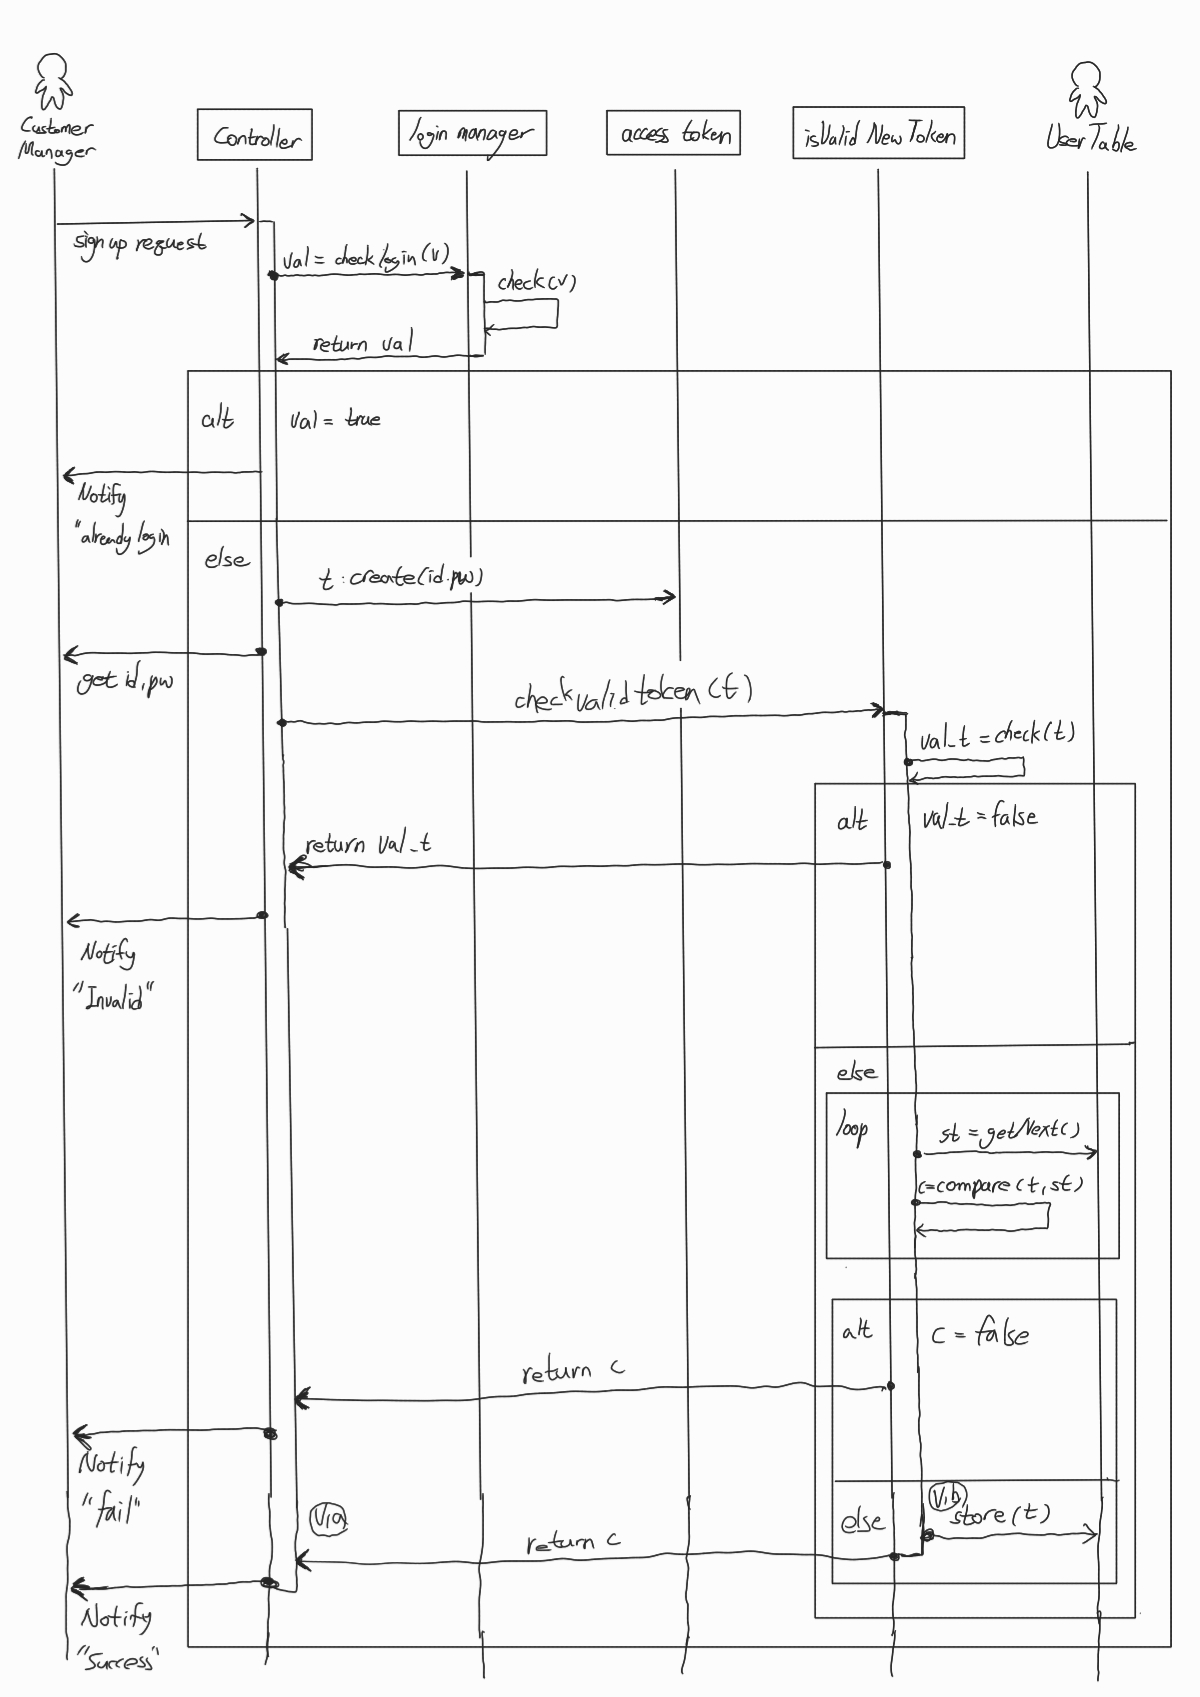 Customer
Manager
Controller
login manager
access token
isValid New Token
User Table
sign up request
val = check login (v)
check(v)
return val
alt
val = true
Notify
"already login
else
t : create(id.pw)
get id, pw
check valid token (t)
val_t = check(t)
alt
val_t = false
return val_t
Notify
"Invalid"
else
loop
st = getNext()
c=compare(t, st)
alt
c = false
return c
Notify
"fail"
else
store(t)
return c
Notify
"Success"